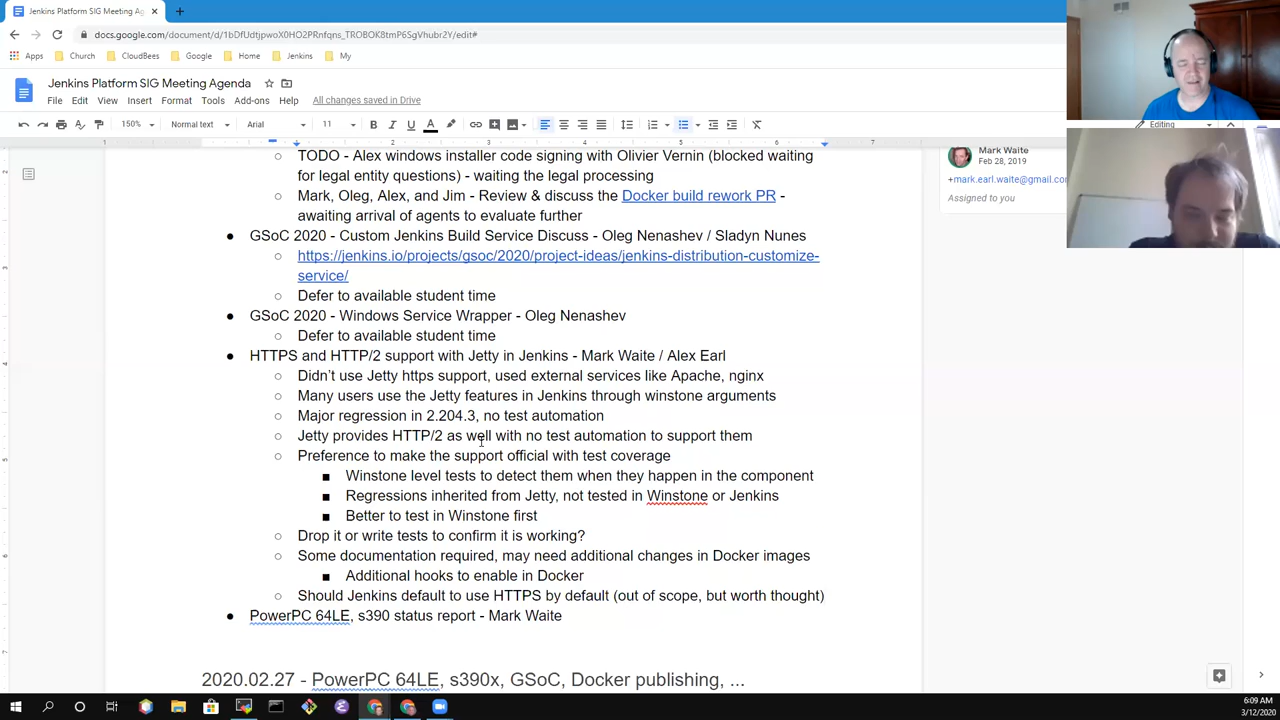 Jenkins Platform SIG Meeting Agenda
docs.google.com/document/d/1bDfUdtjpwoX0HO2PRnfqns_TROBOK8tmP6SgVhubr2Y/edit#
Apps Church CloudBees Google Home Jenkins My
Jenkins Platform SIG Meeting Agenda
File Edit View Insert Format Tools Add-ons Help All changes saved in Drive
150% Normal text Arial 11 Editing
1 2 3 4 5 6 7
TODO - Alex windows installer code signing with Olivier Vernin (blocked waiting
for legal entity questions) - waiting the legal processing
Mark, Oleg, Alex, and Jim - Review & discuss the Docker build rework PR -
awaiting arrival of agents to evaluate further
GSoC 2020 - Custom Jenkins Build Service Discuss - Oleg Nenashev / Sladyn Nunes
https://jenkins.io/projects/gsoc/2020/project-ideas/jenkins-distribution-customize-
service/
Defer to available student time
GSoC 2020 - Windows Service Wrapper - Oleg Nenashev
Defer to available student time
HTTPS and HTTP/2 support with Jetty in Jenkins - Mark Waite / Alex Earl
Didn't use Jetty https support, used external services like Apache, nginx
Many users use the Jetty features in Jenkins through winstone arguments
Major regression in 2.204.3, no test automation
Jetty provides HTTP/2 as well with no test automation to support them
Preference to make the support official with test coverage
Winstone level tests to detect them when they happen in the component
Regressions inherited from Jetty, not tested in Winstone or Jenkins
Better to test in Winstone first
Drop it or write tests to confirm it is working?
Some documentation required, may need additional changes in Docker images
Additional hooks to enable in Docker
Should Jenkins default to use HTTPS by default (out of scope, but worth thought)
PowerPC 64LE, s390 status report - Mark Waite
2020.02.27 - PowerPC 64LE, s390x, GSoC, Docker publishing, ...
Mark Waite
Feb 28, 2019
+mark.earl.waite@gmail.co
Assigned to you
6:09 AM
3/12/2020